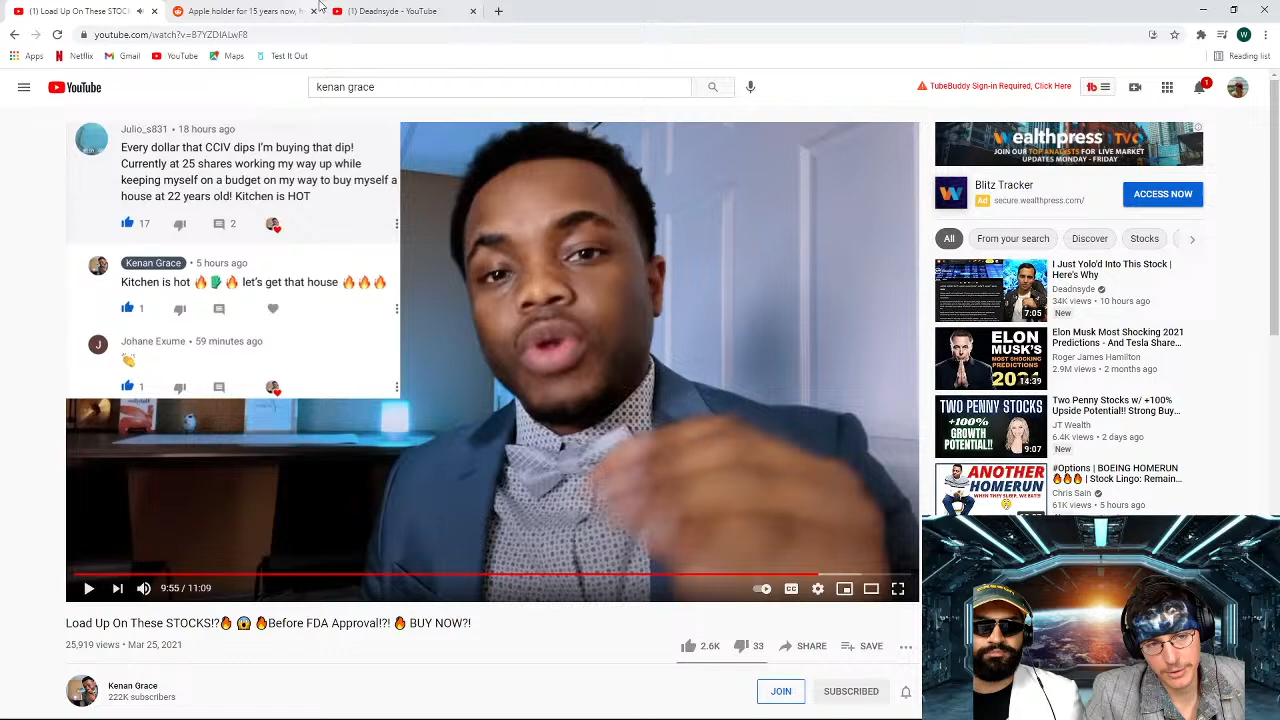 (1) Load Up On These STOCK
Apple holder for 15 years now, h
(1) Deadnsyde - YouTube
youtube.com/watch?v=B7YZDIALwF8
W
Apps
Netflix
Gmail
YouTube
Maps
Test It Out
Reading list
YouTube
kenan grace
TubeBuddy Sign-in Required, Click Here
tb
1
Julio_s831 • 18 hours ago
Every dollar that CCIV dips I'm buying that dip!
Currently at 25 shares working my way up while
keeping myself on a budget on my way to buy myself a
house at 22 years old! Kitchen is HOT
17
2
Kenan Grace • 5 hours ago
Kitchen is hot 🔥 🔥 Let's get that house 🔥 🔥 🔥
1
J
Johane Exume • 59 minutes ago
👏
1
9:55 / 11:09
CC
Load Up On These STOCKS!?🔥 😱 🔥Before FDA Approval!?! 🔥 BUY NOW?!
25,919 views • Mar 25, 2021
2.6K
33
SHARE
SAVE
Kenan Grace
222K subscribers
JOIN
SUBSCRIBED
Wealthpress TV
JOIN OUR TOP ANALYSTS FOR LIVE MARKET
UPDATES MONDAY - FRIDAY
Blitz Tracker
Ad secure.wealthpress.com/
ACCESS NOW
All
From your search
Discover
Stocks
7:05
I Just Yolo'd Into This Stock |
Here's Why
Deadnsyde
34K views • 10 hours ago
New
ELON
MUSK'S
MOST SHOCKING
PREDICTIONS
14:39
Elon Musk Most Shocking 2021
Predictions - And Tesla Share...
Roger James Hamilton
2.9M views • 2 months ago
TWO PENNY STOCKS
+100%
GROWTH
POTENTIAL!!
9:07
Two Penny Stocks w/ +100%
Upside Potential!! Strong Buy...
JT Wealth
6.4K views • 2 days ago
New
ANOTHER
HOMERUN
WHEN THEY SLEEP, WE EAT!!
#Options | BOEING HOMERUN
🔥🔥🔥 | Stock Lingo: Remain...
Chris Sain
61K views • 5 hours ago